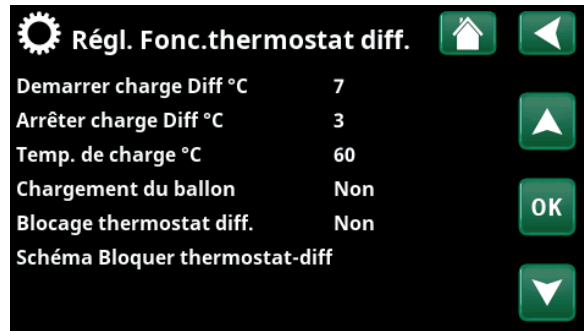 Régl. Fonc.thermostat diff.
Demarrer charge Diff °C 7
Arrêter charge Diff °C 3
Temp. de charge °C 60
Chargement du ballon Non
Blocage thermostat diff. Non
OK
Schéma Bloquer thermostat-diff